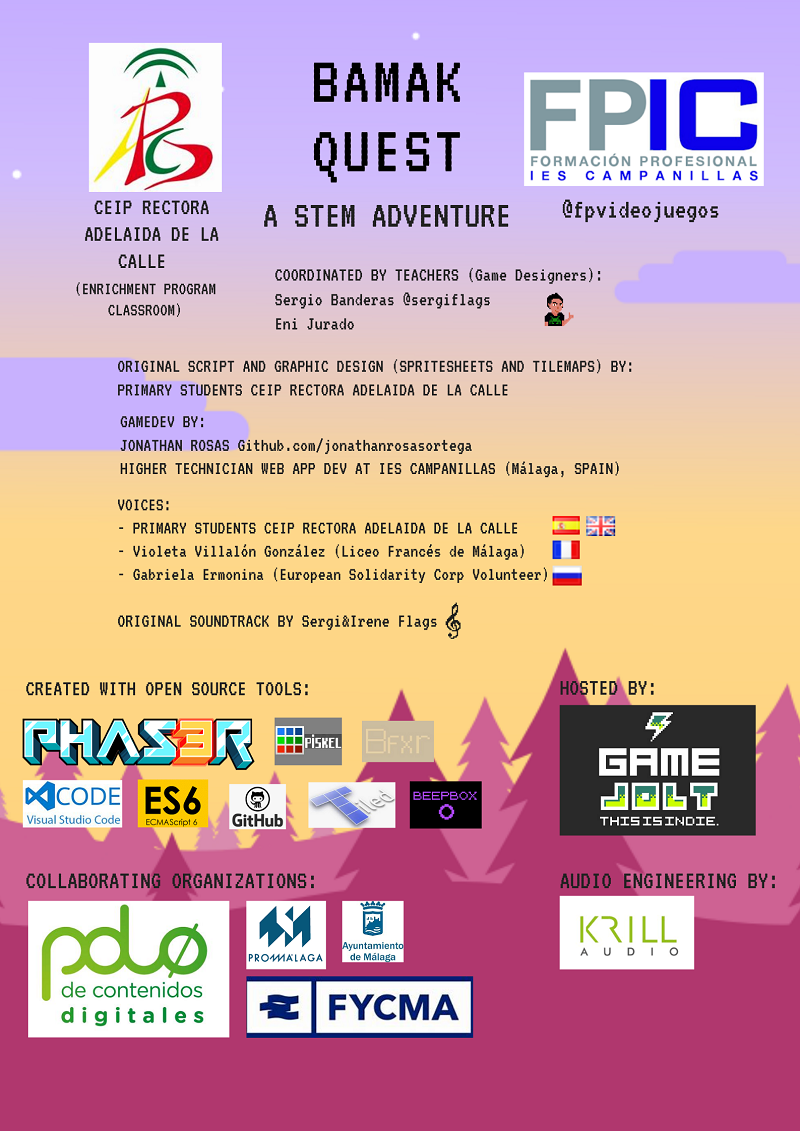 BAMAK
QUEST
A STEM ADVENTURE
APCS
CEIP RECTORA
ADELAIDA DE LA
CALLE
(ENRICHMENT PROGRAM
CLASSROOM)
FPIC
FORMACIÓN PROFESIONAL
IES CAMPANILLAS
@fpvideojuegos
COORDINATED BY TEACHERS (Game Designers):
Sergio Banderas @sergiflags
Eni Jurado
ORIGINAL SCRIPT AND GRAPHIC DESIGN (SPRITESHEETS AND TILEMAPS) BY:
PRIMARY STUDENTS CEIP RECTORA ADELAIDA DE LA CALLE
GAMEDEV BY:
JONATHAN ROSAS Github.com/jonathanrosasortega
HIGHER TECHNICIAN WEB APP DEV AT IES CAMPANILLAS (Málaga, SPAIN)
VOICES:
- PRIMARY STUDENTS CEIP RECTORA ADELAIDA DE LA CALLE
- Violeta Villalón González (Liceo Francés de Málaga)
- Gabriela Ermonina (European Solidarity Corp Volunteer)
ORIGINAL SOUNDTRACK BY Sergi&Irene Flags
CREATED WITH OPEN SOURCE TOOLS:
PHAS3R
PISKEL
Bfxr
CODE
Visual Studio Code
ES6
ECMAScript 6
GitHub
Tiled
BEEPBOX
HOSTED BY:
GAME
JOLT
THIS IS INDIE.
COLLABORATING ORGANIZATIONS:
polo
de contenidos
digitales
PROMÁLAGA
Ayuntamiento
de Málaga
FYCMA
AUDIO ENGINEERING BY:
KRILL
AUDIO